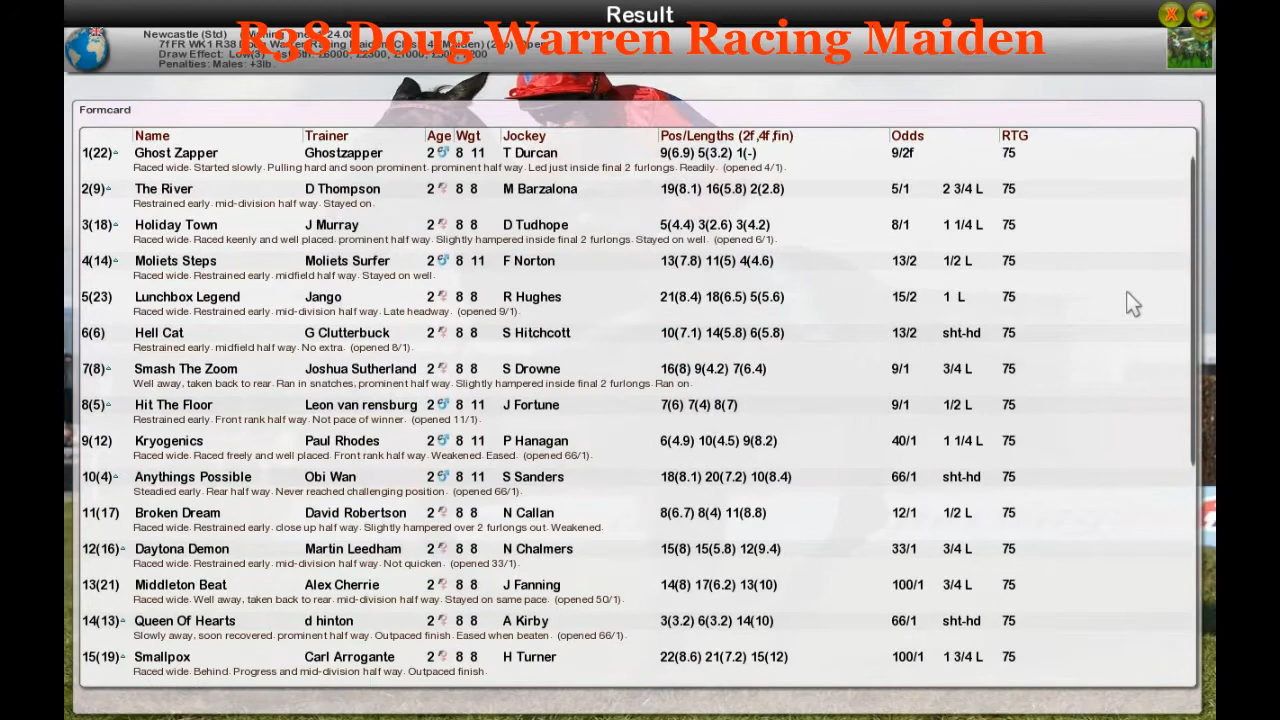 Result
R38 Doug Warren Racing Maiden
Newcastle (Std)
Penalties: Males: +3lb
Formcard
Name Trainer Age Wgt Jockey Pos/Lengths (2f,4f,fin) Odds RTG
1(22) Ghost Zapper Ghostzapper 2 8 11 T Durcan 9(6.9) 5(3.2) 1(-) 9/2f 75
Raced wide. Started slowly. Pulling hard and soon prominent. prominent half way. Led just inside final 2 furlongs. Readily. (opened 4/1).
2(9) The River D Thompson 2 8 8 M Barzalona 19(8.1) 16(5.8) 2(2.8) 5/1 2 3/4 L 75
Restrained early. mid-division half way. Stayed on.
3(18) Holiday Town J Murray 2 8 8 D Tudhope 5(4.4) 3(2.6) 3(4.2) 8/1 1 1/4 L 75
Raced wide. Raced keenly and well placed. prominent half way. Slightly hampered inside final 2 furlongs. Stayed on well. (opened 6/1).
4(14) Moliets Steps Moliets Surfer 2 8 11 F Norton 13(7.8) 11(5) 4(4.6) 13/2 1/2 L 75
Raced wide. Restrained early. midfield half way. Stayed on well.
5(23) Lunchbox Legend Jango 2 8 8 R Hughes 21(8.4) 18(6.5) 5(5.6) 15/2 1 L 75
Raced wide. Restrained early. mid-division half way. Late headway. (opened 9/1).
6(6) Hell Cat G Clutterbuck 2 8 8 S Hitchcott 10(7.1) 14(5.8) 6(5.8) 13/2 sht-hd 75
Restrained early. midfield half way. No extra. (opened 8/1).
7(8) Smash The Zoom Joshua Sutherland 2 8 8 S Drowne 16(8) 9(4.2) 7(6.4) 9/1 3/4 L 75
Well away, taken back to rear. Ran in snatches, prominent half way. Slightly hampered inside final 2 furlongs. Ran on.
8(5) Hit The Floor Leon van rensburg 2 8 11 J Fortune 7(6) 7(4) 8(7) 9/1 1/2 L 75
Restrained early. Front rank half way. Not pace of winner. (opened 11/1).
9(12) Kryogenics Paul Rhodes 2 8 11 P Hanagan 6(4.9) 10(4.5) 9(8.2) 40/1 1 1/4 L 75
Raced wide. Raced freely and well placed. Front rank half way. Weakened. Eased. (opened 66/1).
10(4) Anythings Possible Obi Wan 2 8 11 S Sanders 18(8.1) 20(7.2) 10(8.4) 66/1 sht-hd 75
Steadied early. Rear half way. Never reached challenging position. (opened 66/1).
11(17) Broken Dream David Robertson 2 8 8 N Callan 8(6.7) 8(4) 11(8.8) 12/1 1/2 L 75
Raced wide. Restrained early. close up half way. Slightly hampered over 2 furlongs out. Weakened.
12(16) Daytona Demon Martin Leedham 2 8 8 N Chalmers 15(8) 15(5.8) 12(9.4) 33/1 3/4 L 75
Raced wide. Restrained early. mid-division half way. Not quicken. (opened 33/1).
13(21) Middleton Beat Alex Cherrie 2 8 8 J Fanning 14(8) 17(6.2) 13(10) 100/1 3/4 L 75
Raced wide. Well away, taken back to rear. mid-division half way. Stayed on same pace. (opened 50/1).
14(13) Queen Of Hearts d hinton 2 8 8 A Kirby 3(3.2) 6(3.2) 14(10) 66/1 sht-hd 75
Slowly away, soon recovered. prominent half way. Outpaced finish. Eased when beaten. (opened 66/1).
15(19) Smallpox Carl Arrogante 2 8 8 H Turner 22(8.6) 21(7.2) 15(12) 100/1 1 3/4 L 75
Raced wide. Behind. Progress and mid-division half way. Outpaced finish.